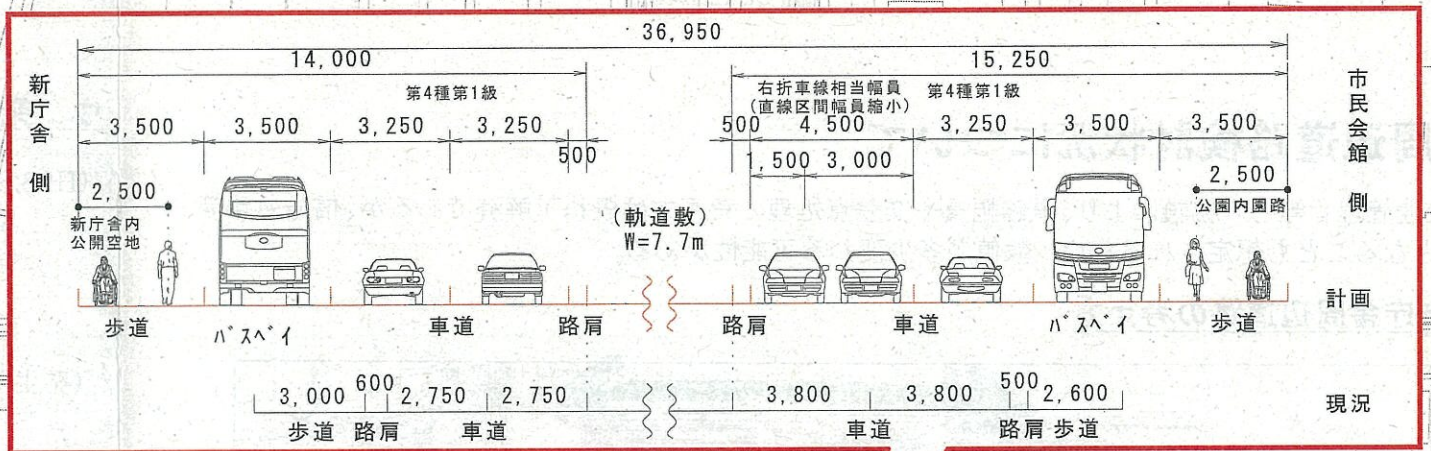 36,950
14,000
15,250
新庁舎側
市民会館側
第4種第1級
右折車線相当幅員
(直線区間幅員縮小)
第4種第1級
3,500
3,500
3,250
3,250
500
500
4,500
3,250
3,500
3,500
1,500
3,000
2,500
新庁舎内
公開空地
(軌道敷)
W=7.7m
2,500
公園内園路
計画
歩道
バスベイ
車道
路肩
路肩
車道
バスベイ
歩道
3,000
600
2,750
2,750
3,800
3,800
500
2,600
現況
歩道
路肩
車道
車道
路肩
歩道